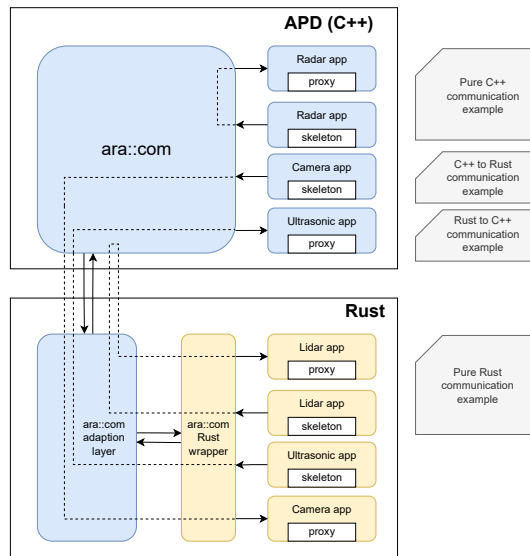 APD (C++)
ara::com
Radar app
proxy
Radar app
skeleton
Camera app
skeleton
Ultrasonic app
proxy
Pure C++
communication
example
C++ to Rust
communication
example
Rust to C++
communication
example
Rust
ara::com
adaption
layer
ara::com
Rust
wrapper
Lidar app
proxy
Lidar app
skeleton
Ultrasonic app
skeleton
Camera app
proxy
Pure Rust
communication
example